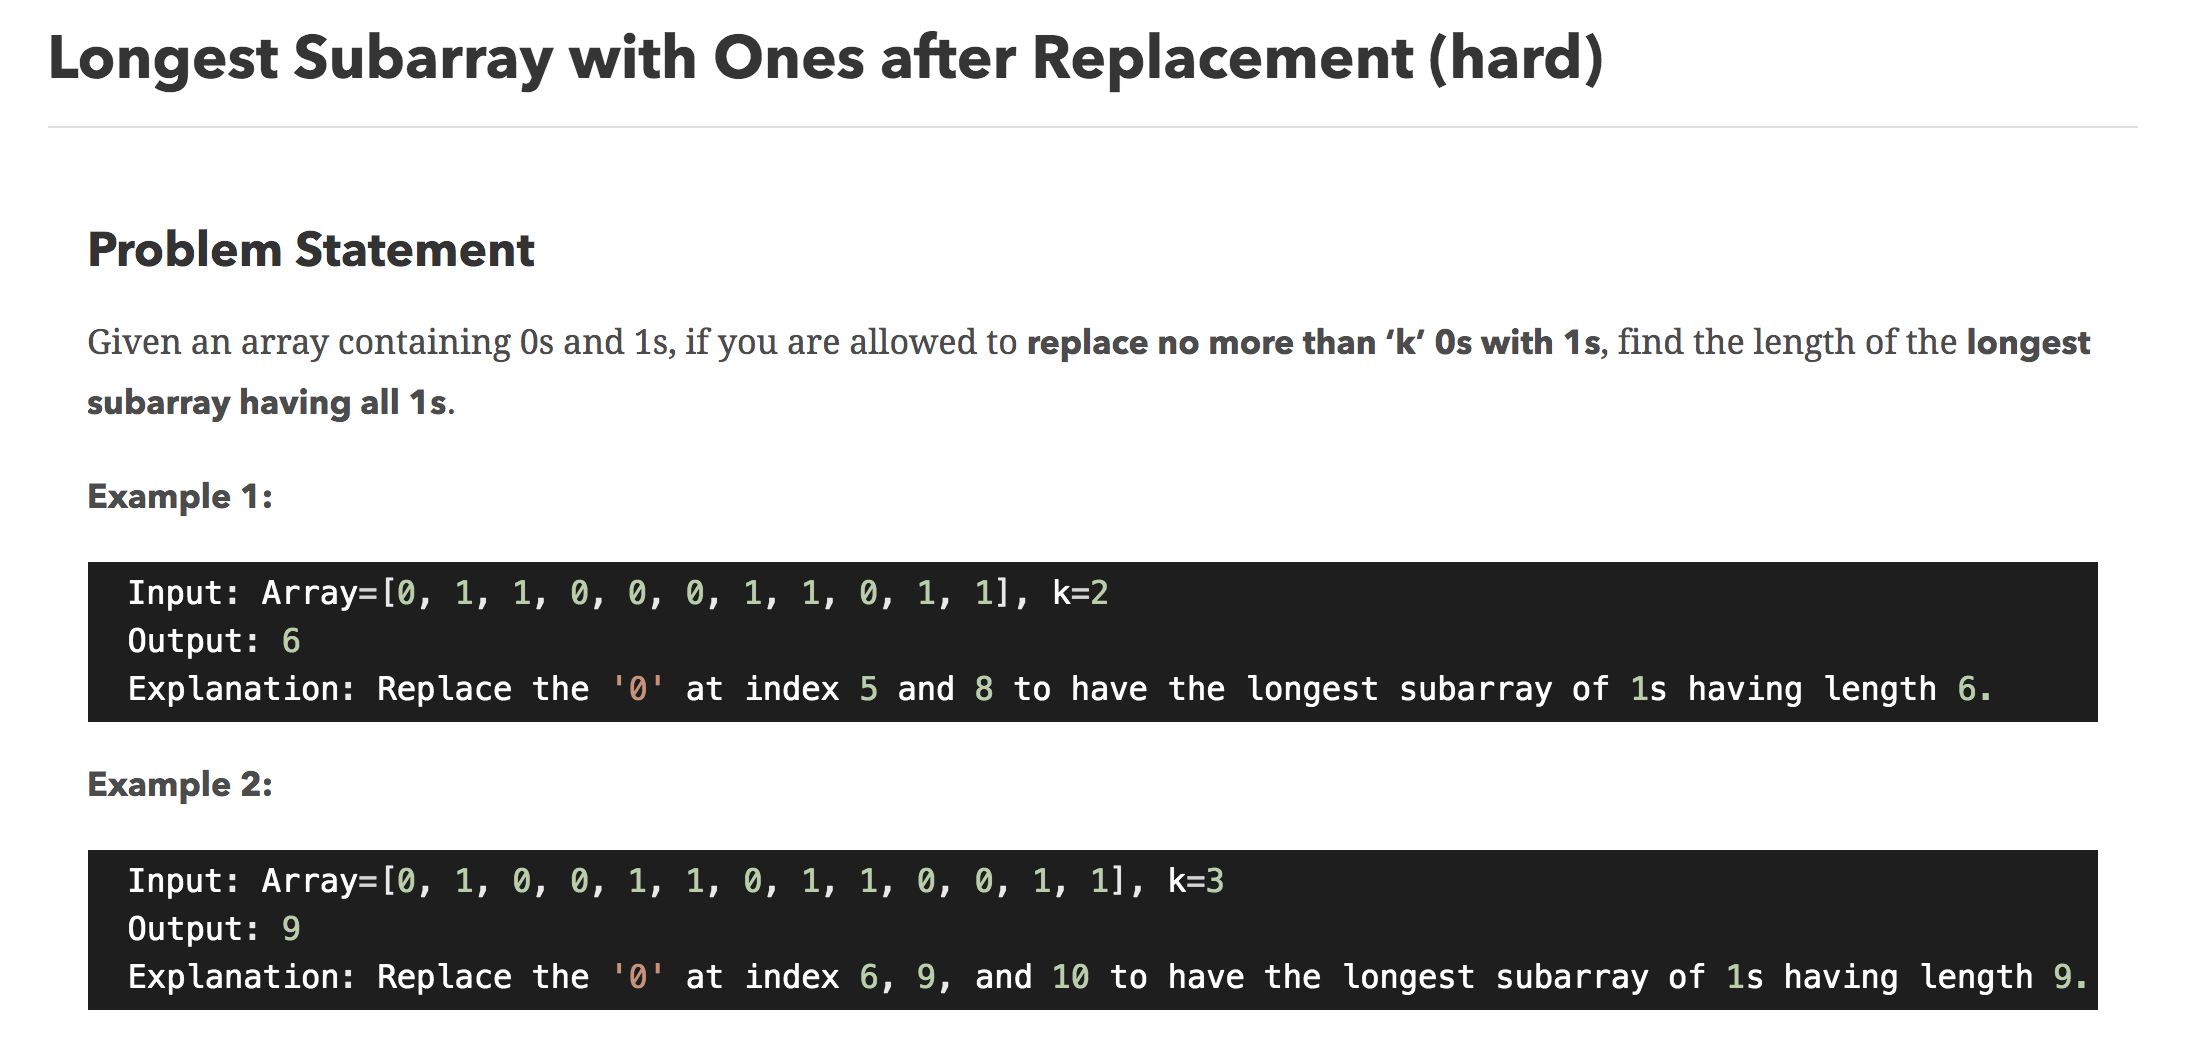 Longest Subarray with Ones after Replacement (hard)
Problem Statement
Given an array containing 0s and 1s, if you are allowed to replace no more than ‘k’ 0s with 1s, find the length of the longest
subarray having all 1s.
Example 1:
Input: Array=[0, 1, 1, 0, 0, 0, 1, 1, 0, 1, 1], k=2
Output: 6
Explanation: Replace the '0' at index 5 and 8 to have the longest subarray of 1s having length 6.
Example 2:
Input: Array=[0, 1, 0, 0, 1, 1, 0, 1, 1, 0, 0, 1, 1], k=3
Output: 9
Explanation: Replace the '0' at index 6, 9, and 10 to have the longest subarray of 1s having length 9.